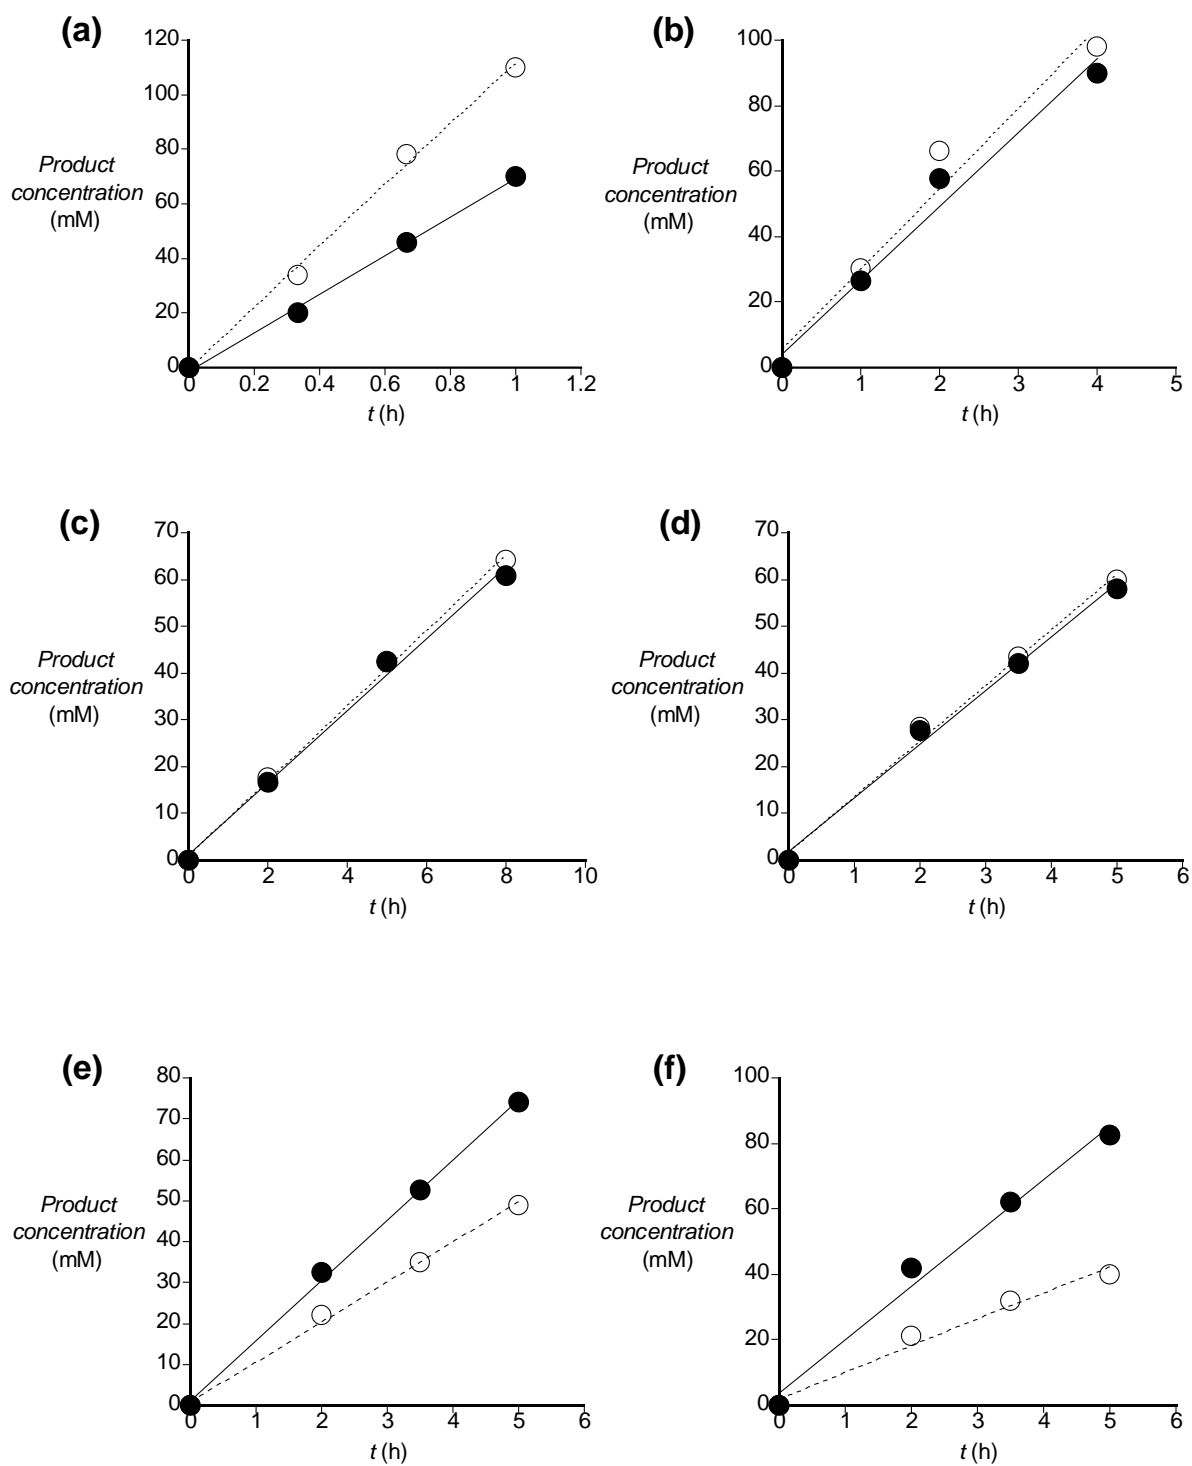 (a)
120
100
80
60
40
20
0
Product
concentration
(mM)
0 0.2 0.4 0.6 0.8 1 1.2
t (h)
(b)
100
80
60
40
20
0
Product
concentration
(mM)
0 1 2 3 4 5
t (h)
(c)
70
60
50
40
30
20
10
0
Product
concentration
(mM)
0 2 4 6 8 10
t (h)
(d)
70
60
50
40
30
20
10
0
Product
concentration
(mM)
0 1 2 3 4 5 6
t (h)
(e)
80
70
60
50
40
30
20
10
0
Product
concentration
(mM)
0 1 2 3 4 5 6
t (h)
(f)
100
80
60
40
20
0
Product
concentration
(mM)
0 1 2 3 4 5 6
t (h)